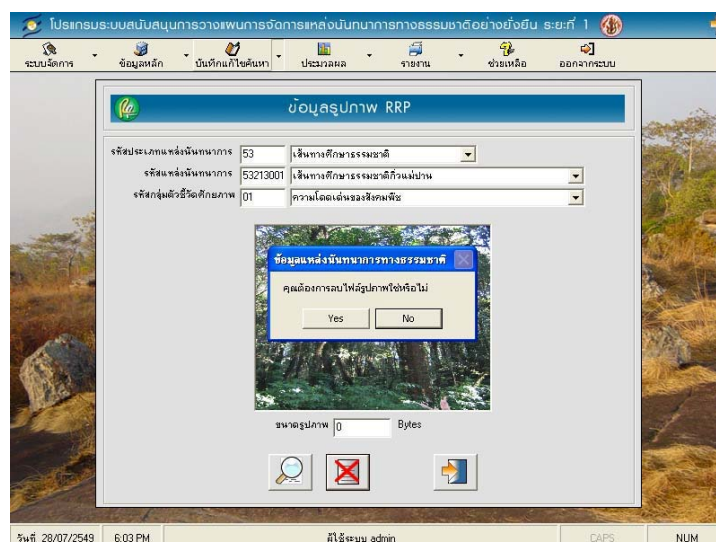 โปรแกรมระบบสนับสนุนการวางแผนการจัดการแหล่งนันทนาการทางธรรมชาติอย่างยั่งยืน ระยะที่ 1
ระบบจัดการ ข้อมูลหลัก บันทึกแก้ไขค้นหา ประมวลผล รายงาน ช่วยเหลือ ออกจากระบบ
ข้อมูลรูปภาพ RRP
รหัสประเภทแหล่งนันทนาการ 53 เส้นทางศึกษาธรรมชาติ
รหัสแหล่งนันทนาการ 53213001 เส้นทางศึกษาธรรมชาติกิ่วแม่ปาน
รหัสกลุ่มตัวชี้วัดศักยภาพ 01 ความโดดเด่นของสังคมพืช
ข้อมูลแหล่งนันทนาการทางธรรมชาติ
คุณต้องการลบไฟล์รูปภาพใช่หรือไม่
Yes No
ขนาดรูปภาพ 0 Bytes
วันที่ 28/07/2549 6:03 PM ผู้ใช้ระบบ admin CAPS NUM